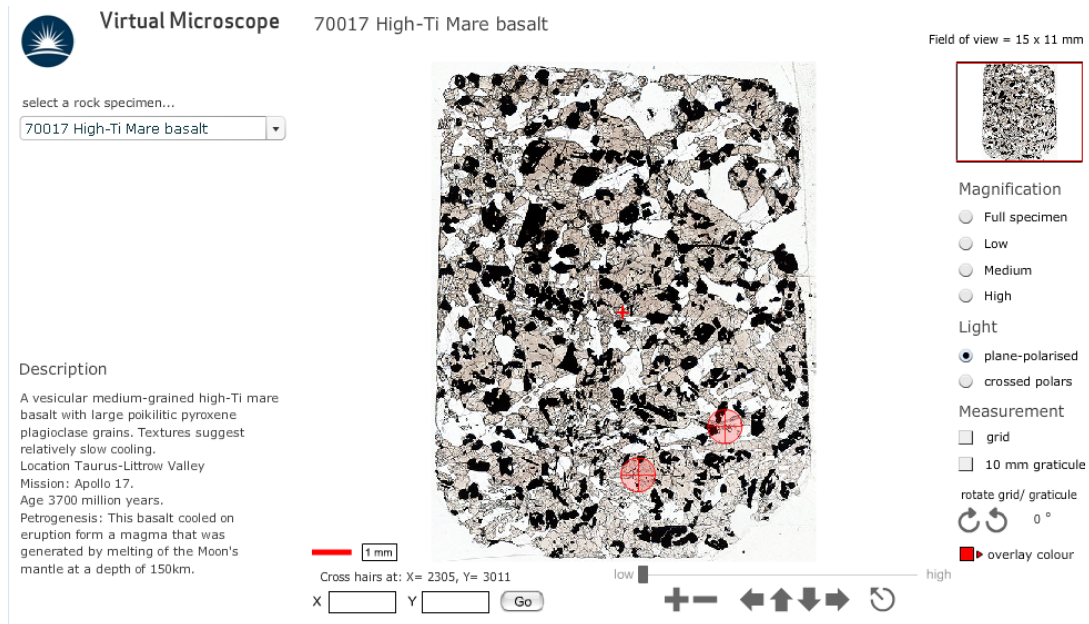 Virtual Microscope
70017 High-Ti Mare basalt
Field of view = 15 x 11 mm
select a rock specimen...
70017 High-Ti Mare basalt
Magnification
Full specimen
Low
Medium
High
Light
plane-polarised
crossed polars
Measurement
grid
10 mm graticule
rotate grid/ graticule
0 °
overlay colour
Description
A vesicular medium-grained high-Ti mare
basalt with large poikilitic pyroxene
plagioclase grains. Textures suggest
relatively slow cooling.
Location Taurus-Littrow Valley
Mission: Apollo 17.
Age 3700 million years.
Petrogenesis: This basalt cooled on
eruption form a magma that was
generated by melting of the Moon's
mantle at a depth of 150km.
1 mm
Cross hairs at: X= 2305, Y= 3011
X
Y
Go
low
high